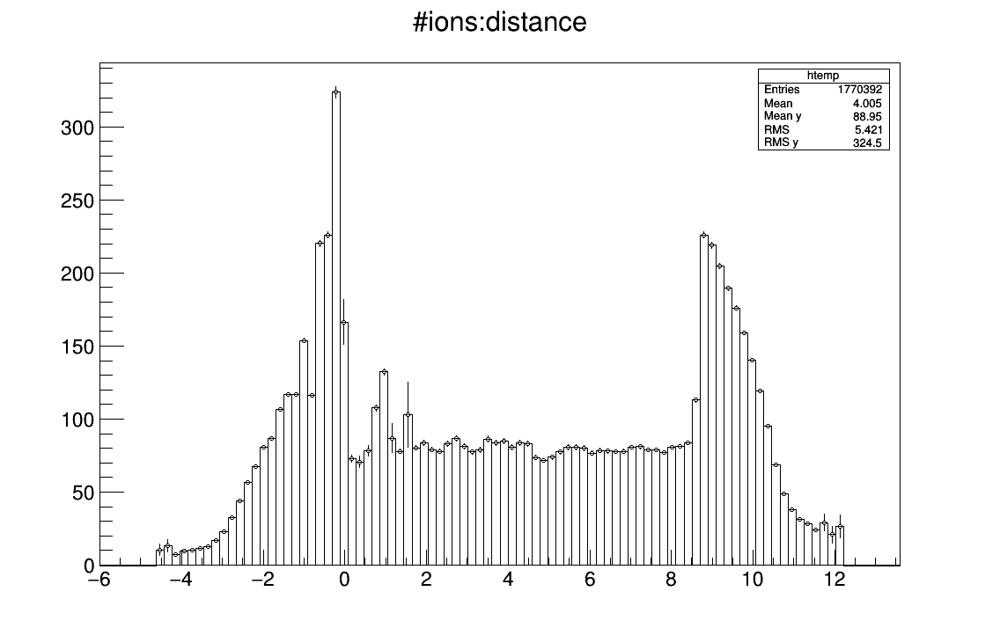 #ions:distance
htemp
Entries 1770392
Mean 4.005
Mean y 88.95
RMS 5.421
RMS y 324.5
300
250
200
150
100
50
0
−6 −4 −2 0 2 4 6 8 10 12